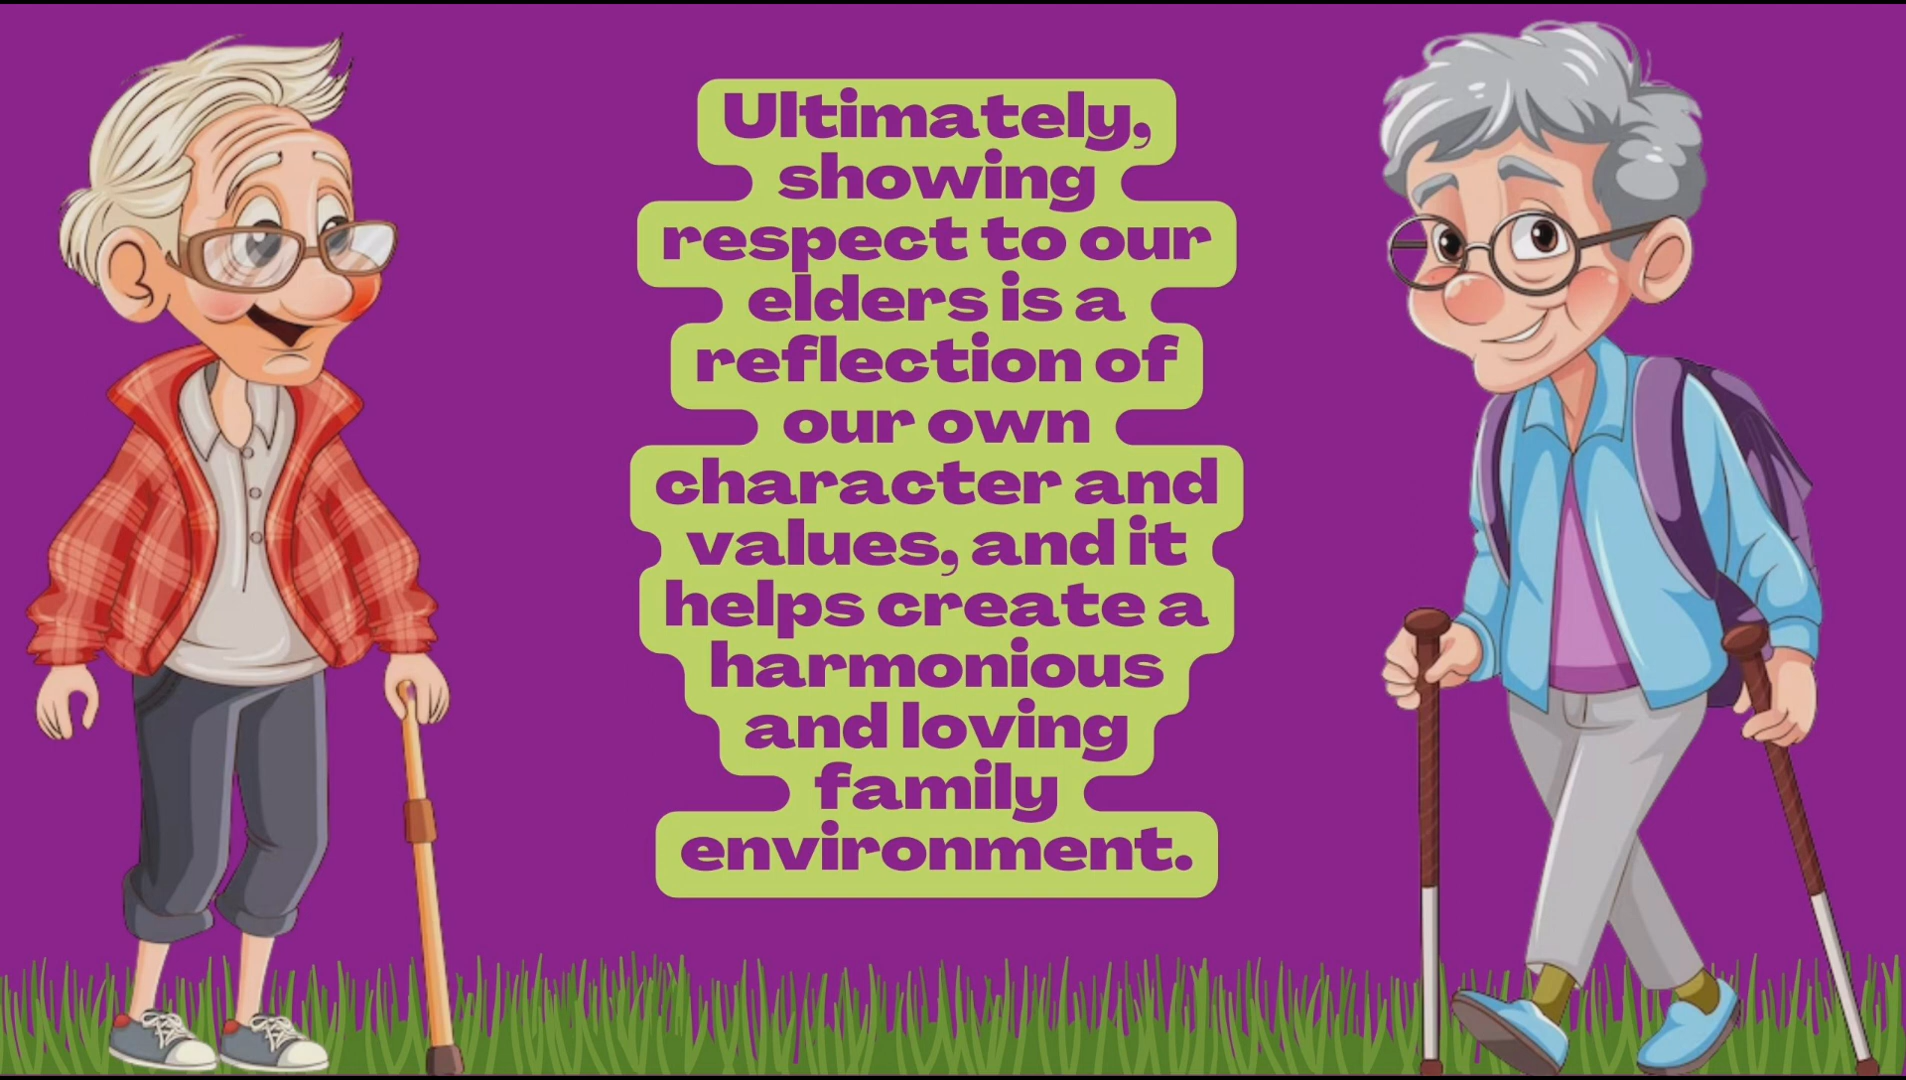 Ultimately,
showing
respect to our
elders is a
reflection of
our own
character and
values, and it
helps create a
harmonious
and loving
family
environment.